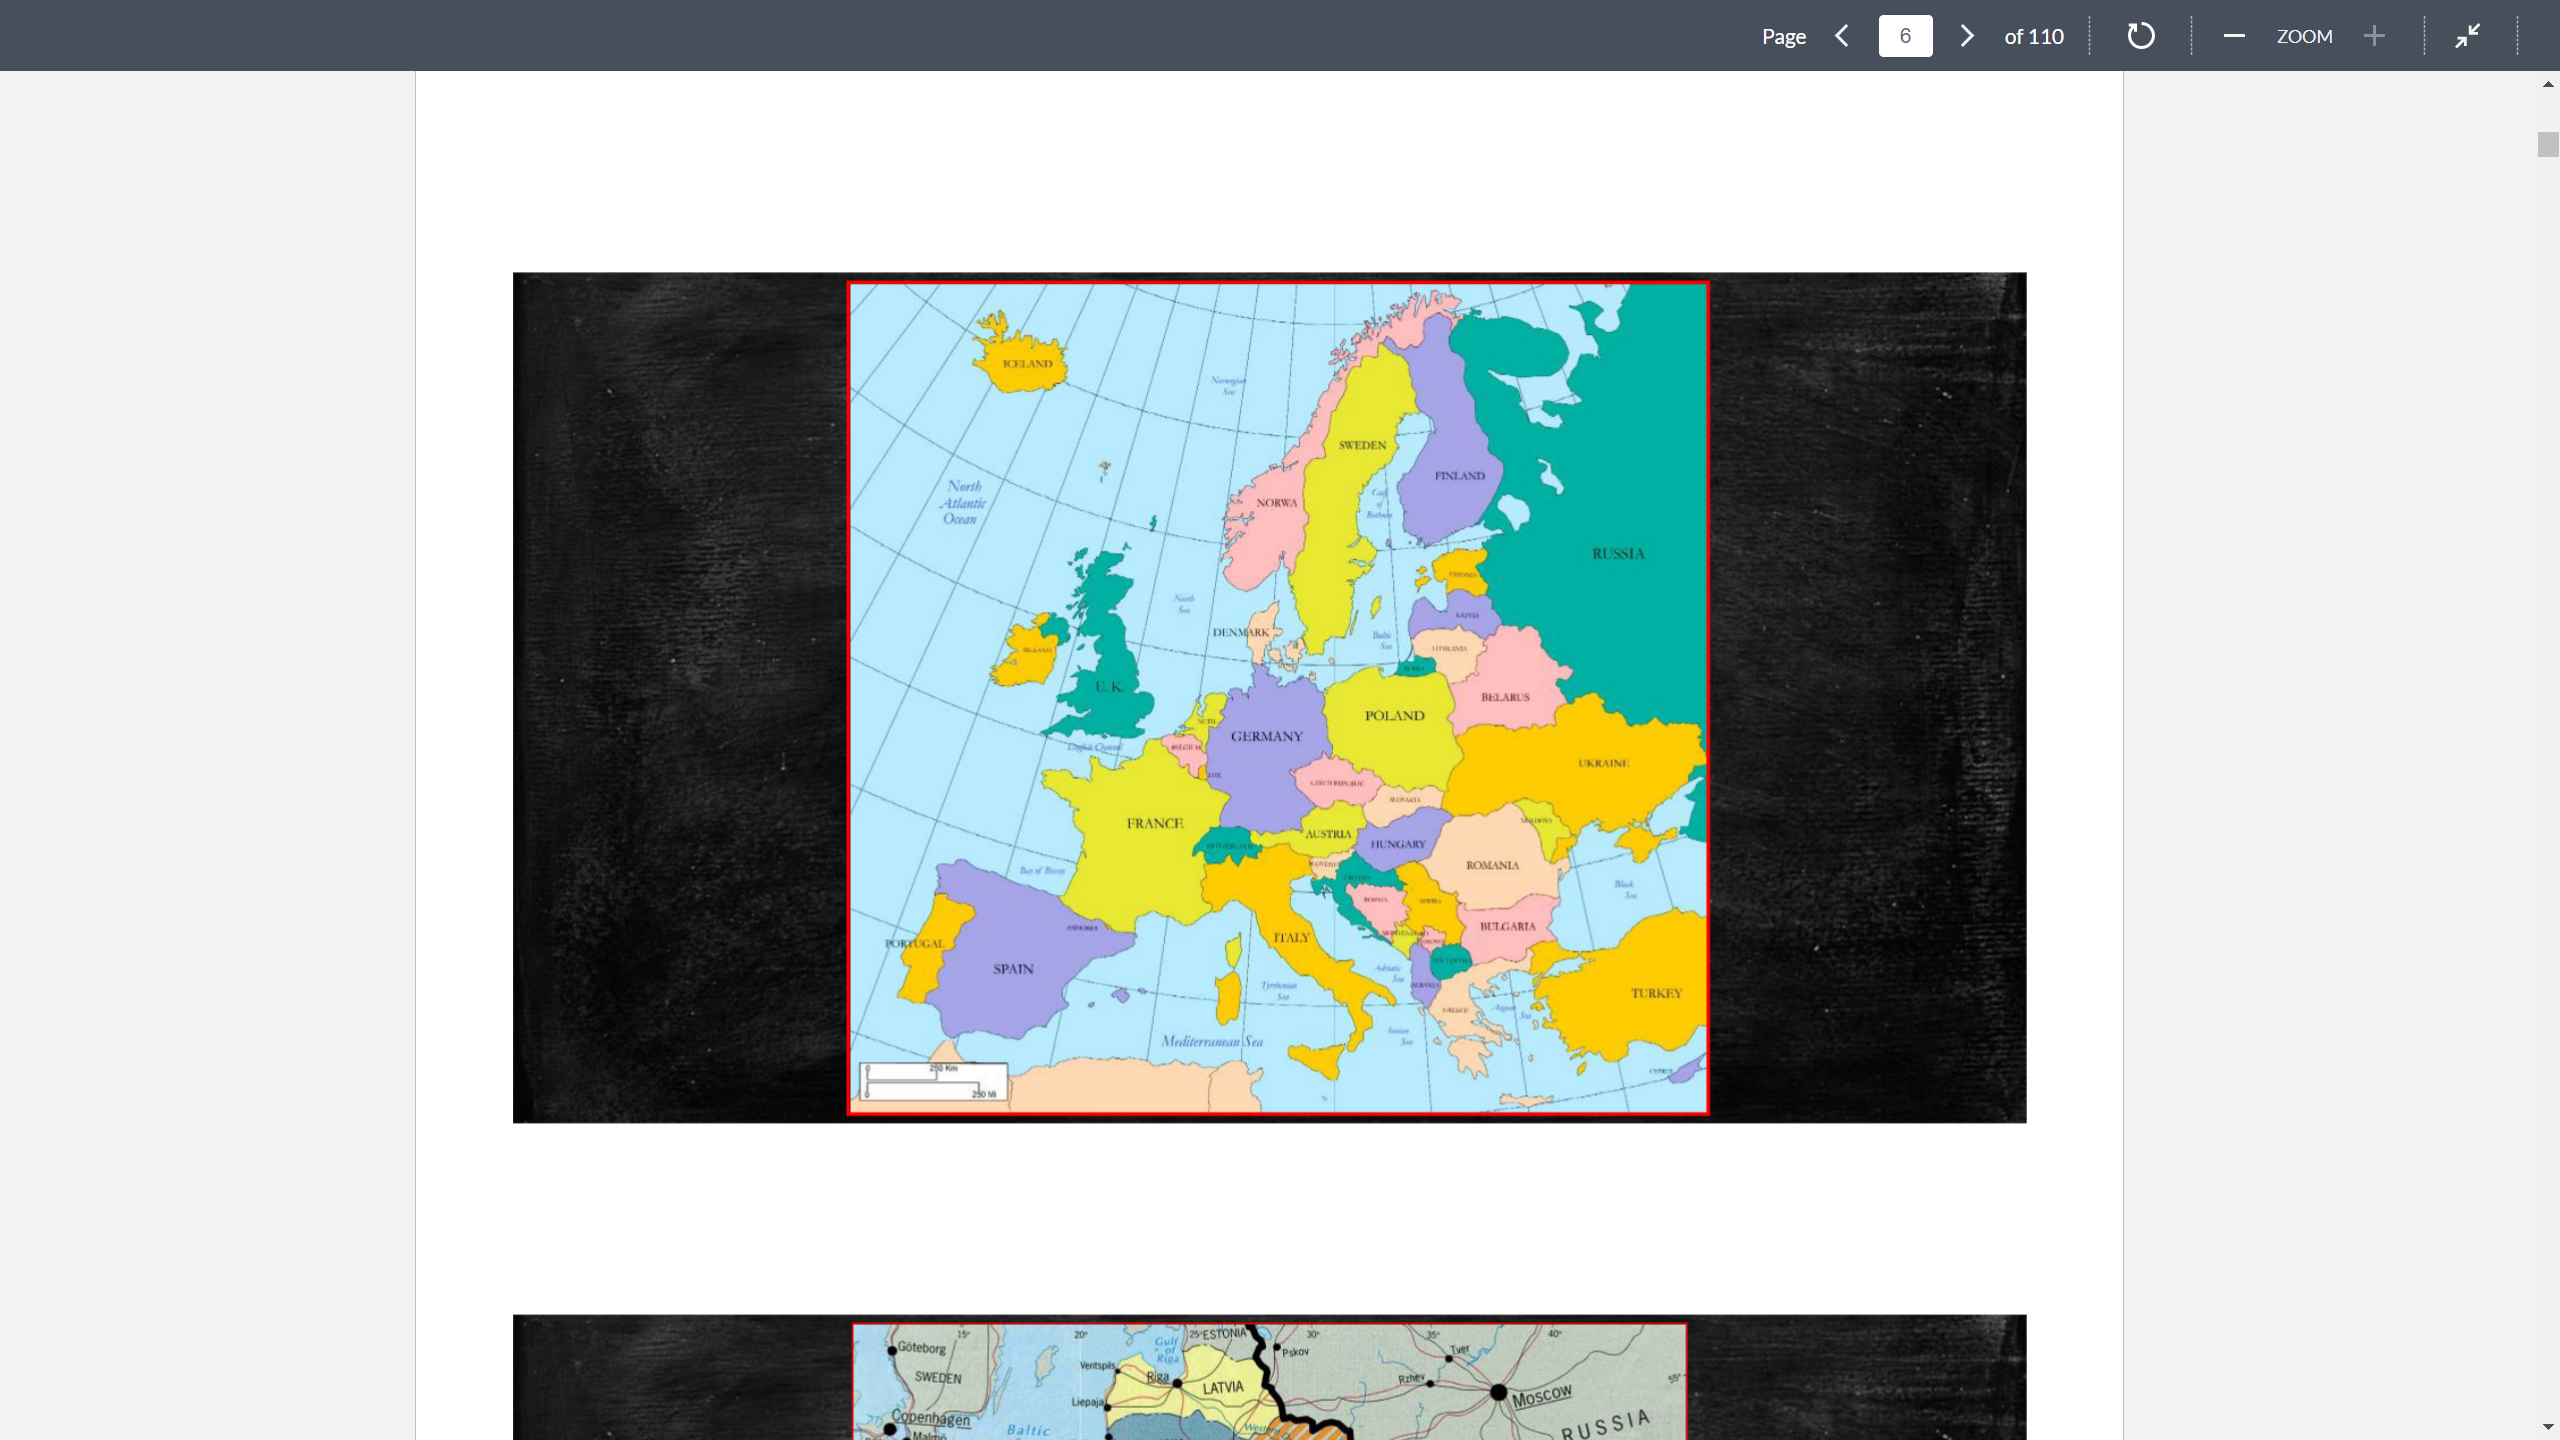 Page 6 of 110 ZOOM
ICELAND
Norwegian
Sea
SWEDEN
FINLAND
North
Atlantic
Ocean
NORWA
RUSSIA
ESTONIA
North
Sea
LATVIA
DENMARK
Baltic
Sea
IRELAND
LITHUANIA
U. K.
BELARUS
POLAND
NETH.
GERMANY
English Channel
BELGIUM
UKRAINE
LUX.
CZECH REPUBLIC
SLOVAKIA
FRANCE
MOLDOVA
AUSTRIA
SWITZERLAND
HUNGARY
SLOVENIA
ROMANIA
Bay of Biscay
CROATIA
Black
Sea
BOSNIA
SERBIA
ANDORRA
BULGARIA
PORTUGAL
ITALY
KOSOVO
SPAIN
Adriatic
Sea
ALBANIA
Tyrrhenian
Sea
TURKEY
GREECE
Aegean
Sea
Ionian
Sea
Mediterranean Sea
0 250 Km
0 250 Mi
CYPRUS
15° 20° 25° ESTONIA 30° 35° 40°
Göteborg
Gulf
of
Riga
Pskov
Tver
Ventspils
SWEDEN
Riga
LATVIA
Rzhev
55°
Moscow
Liepaja
Copenhagen
RUSSIA
Baltic
Western
Malmö